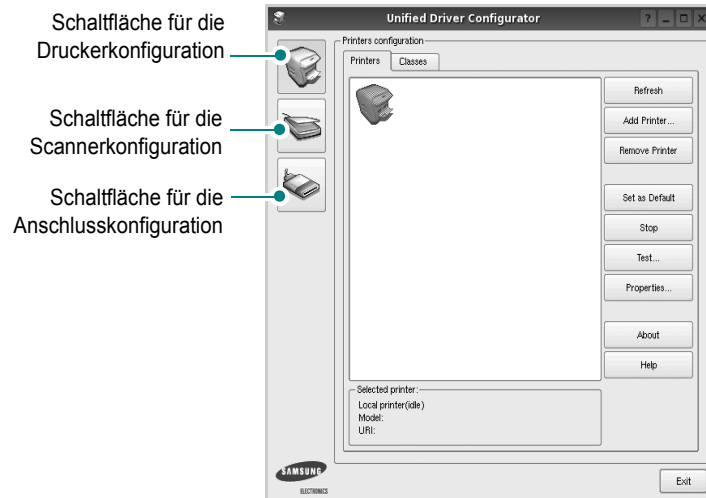 Schaltfläche für die
Druckerkonfiguration
Schaltfläche für die
Scannerkonfiguration
Schaltfläche für die
Anschlusskonfiguration
Unified Driver Configurator
Printers configuration
Printers
Classes
Refresh
Add Printer...
Remove Printer
Set as Default
Stop
Test...
Properties...
About
Help
Selected printer:
Local printer(idle)
Model:
URI:
SAMSUNG
ELECTRONICS
Exit